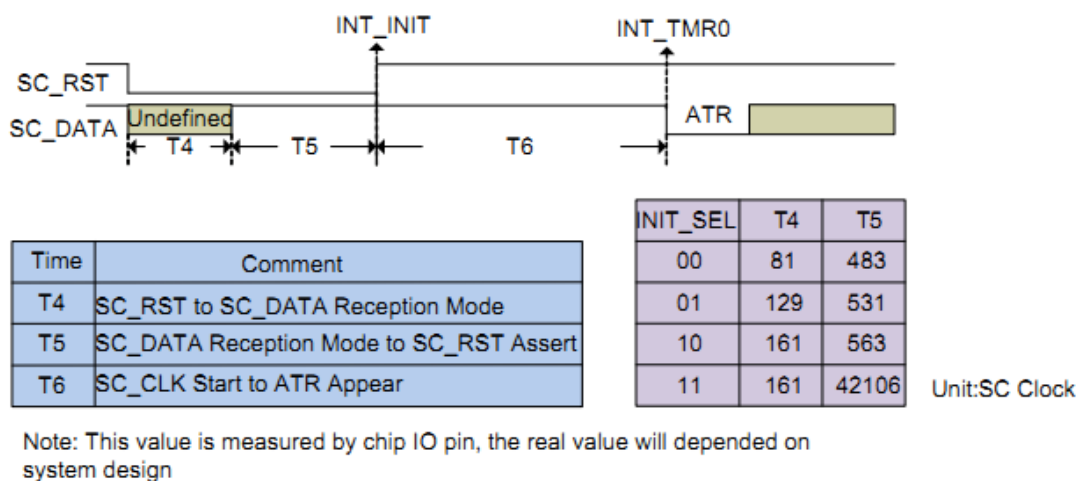 INT_INIT INT_TMR0
SC_RST
SC_DATA Undefined ATR
T4 T5 T6
Time Comment
T4 SC_RST to SC_DATA Reception Mode
T5 SC_DATA Reception Mode to SC_RST Assert
T6 SC_CLK Start to ATR Appear
INIT_SEL T4 T5
00 81 483
01 129 531
10 161 563
11 161 42106
Unit:SC Clock
Note: This value is measured by chip IO pin, the real value will depended on
system design